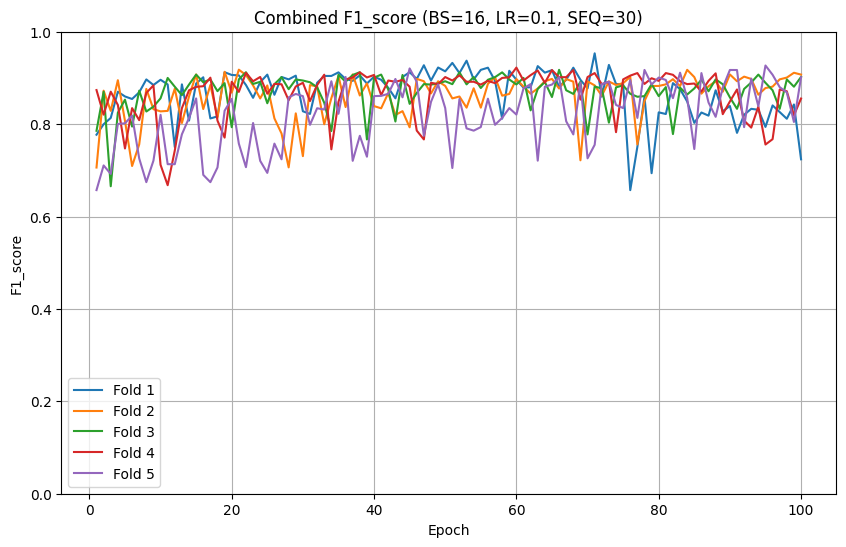 Combined F1_score (BS=16, LR=0.1, SEQ=30)
1.0
0.8
0.6
0.4
0.2
0.0
F1_score
Fold 1
Fold 2
Fold 3
Fold 4
Fold 5
0 20 40 60 80 100
Epoch